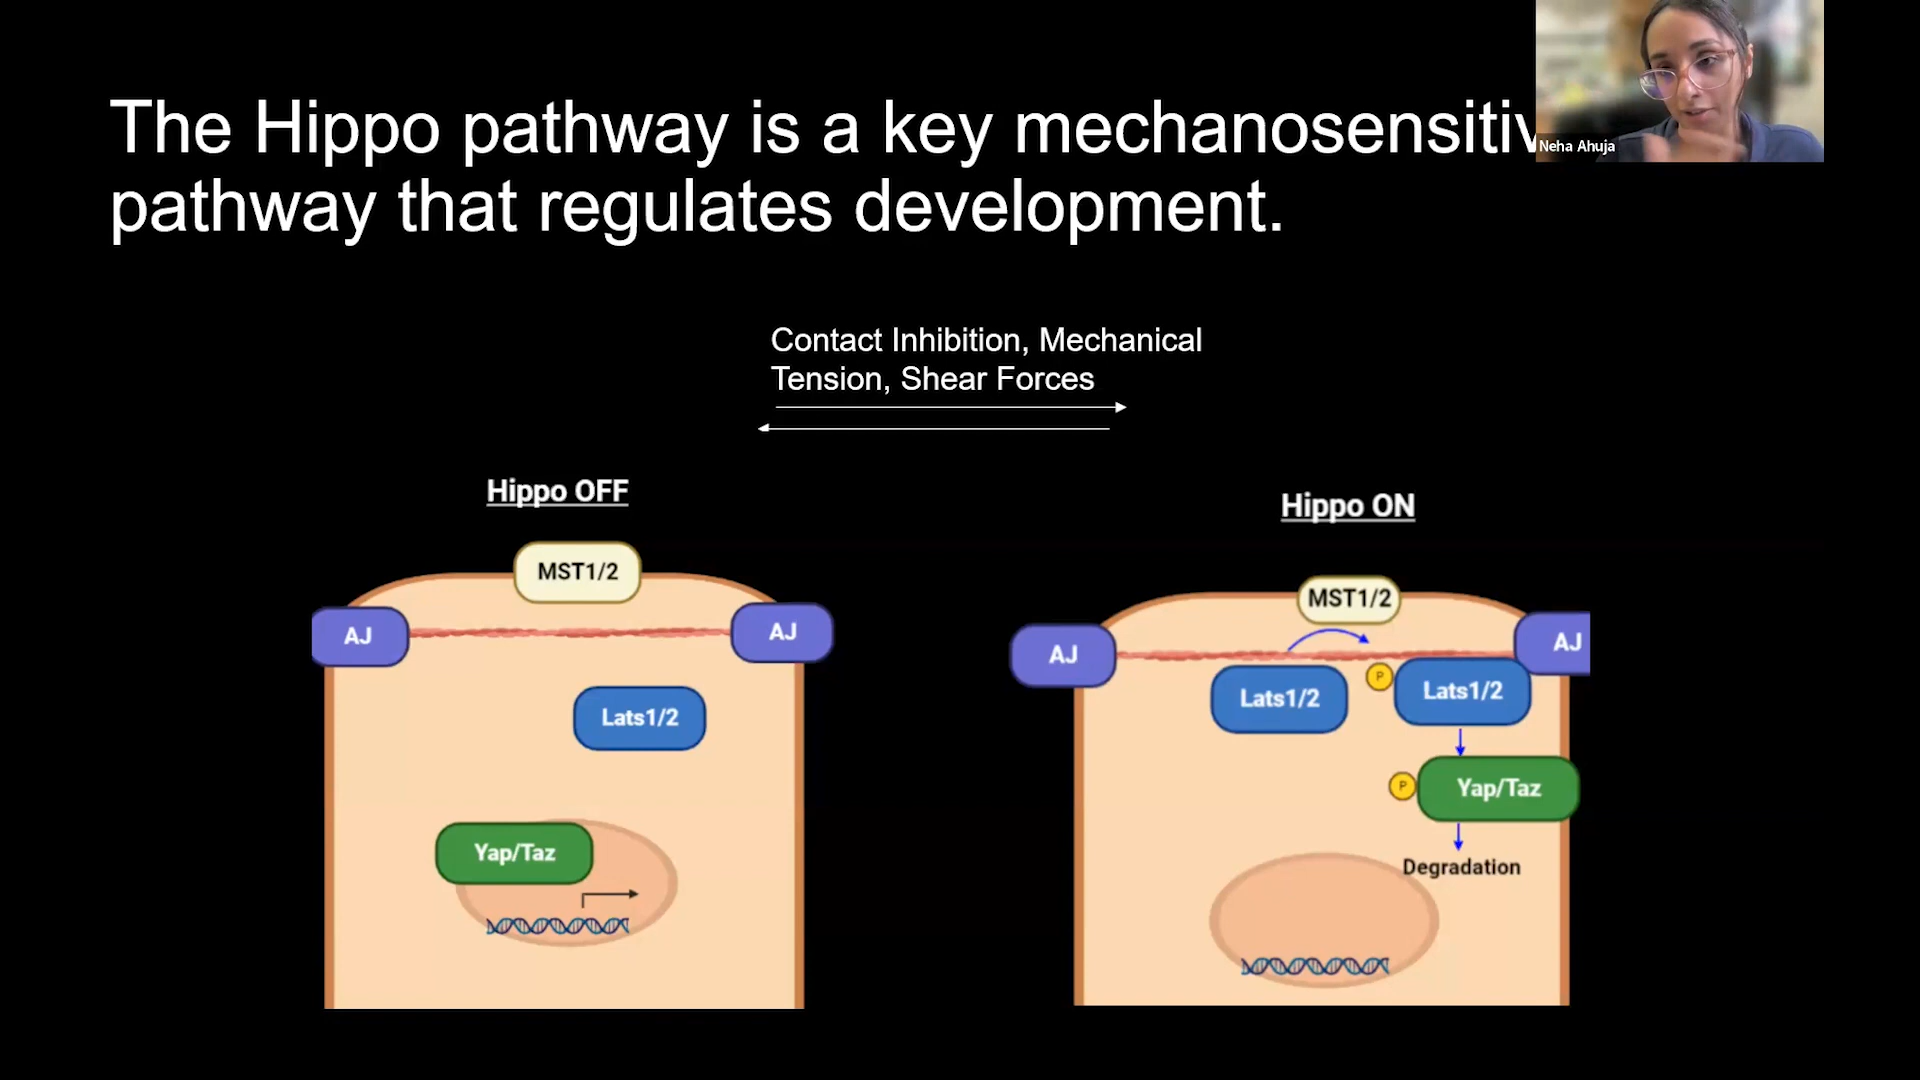 The Hippo pathway is a key mechanosensitiv
pathway that regulates development.
Neha Ahuja
Contact Inhibition, Mechanical
Tension, Shear Forces
Hippo OFF
MST1/2
AJ
AJ
Lats1/2
Yap/Taz
Hippo ON
MST1/2
AJ
AJ
Lats1/2
P
Lats1/2
P
Yap/Taz
Degradation